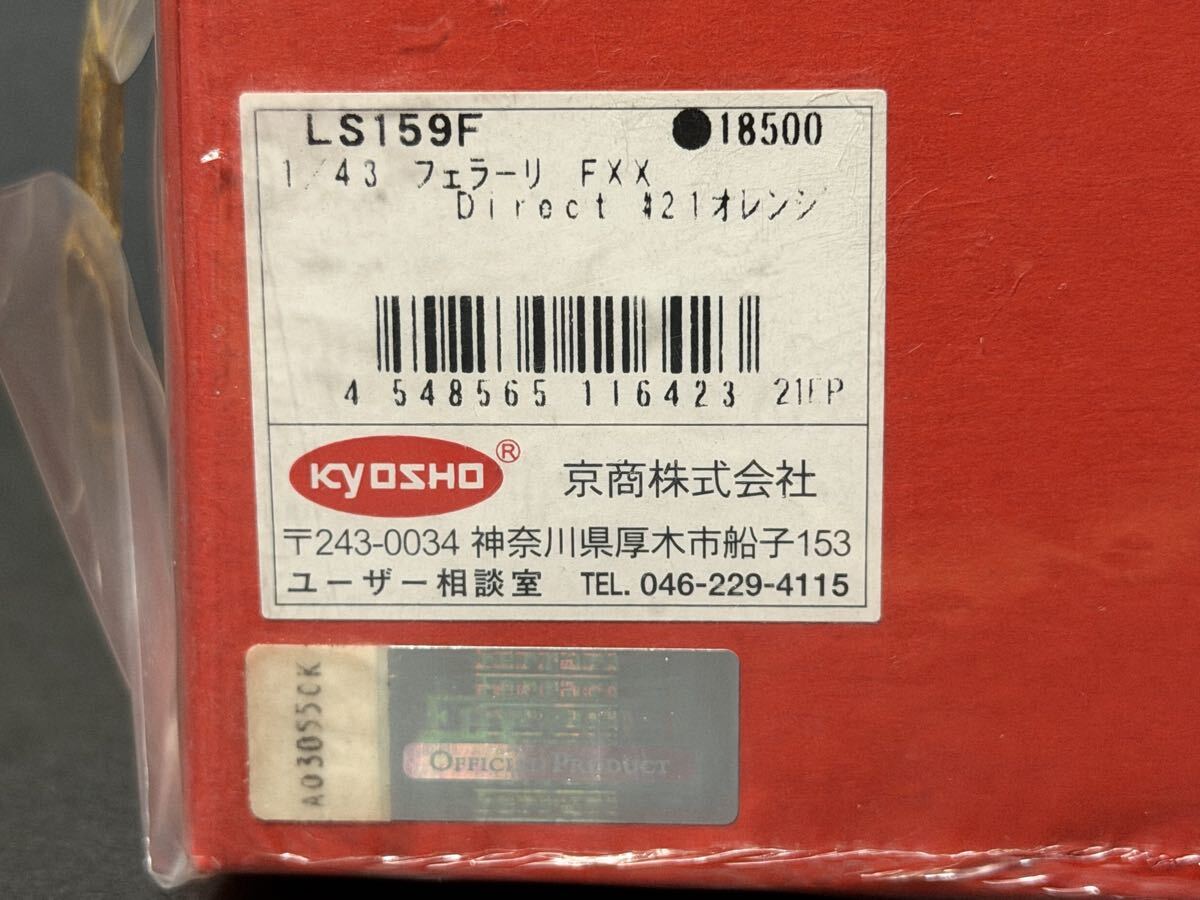 LS159F ●18500
1/43 フェラーリ FXX
Direct #21オレンジ
4 548565 116423
KYOSHO® 京商株式会社
〒243-0034 神奈川県厚木市船子153
ユーザー相談室 TEL. 046-229-4115
A03055CK
OFFICIAL PRODUCT